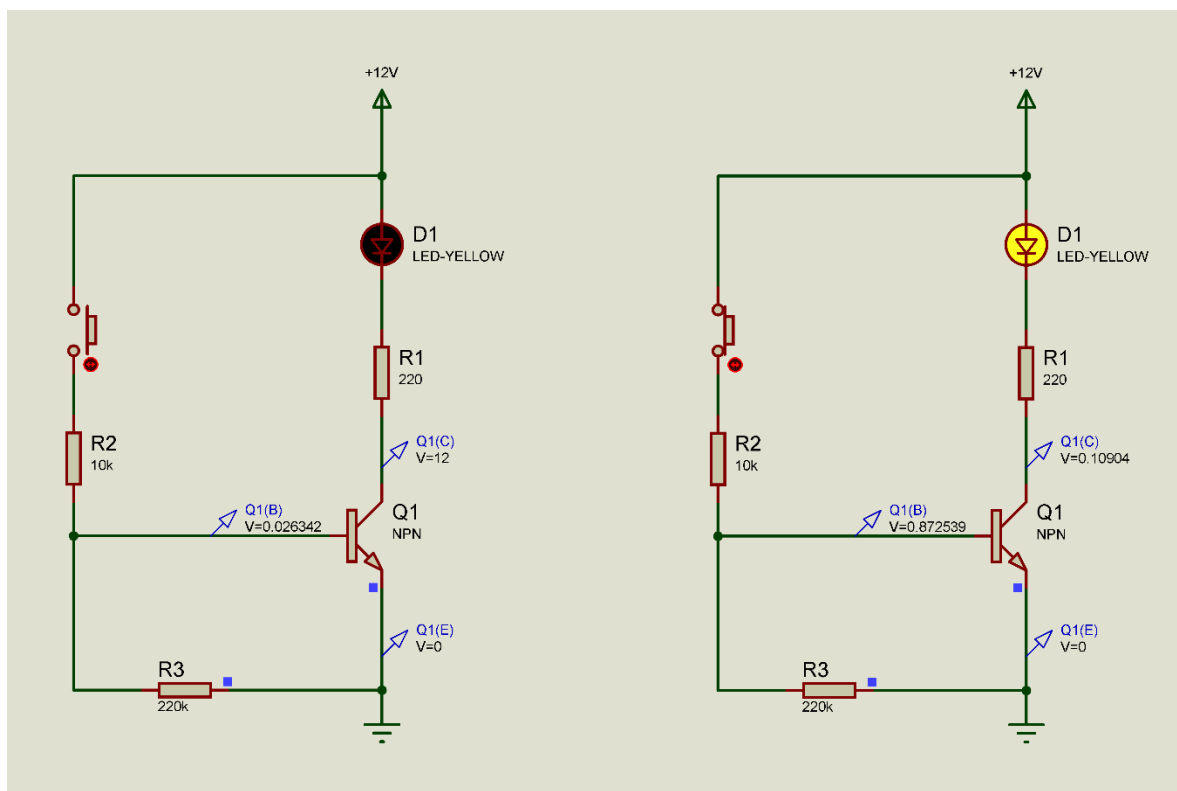 +12V
D1
LED-YELLOW
R1
220
R2
10k
Q1(C)
V=12
Q1(B)
V=0.026342
Q1
NPN
Q1(E)
V=0
R3
220k
+12V
D1
LED-YELLOW
R1
220
R2
10k
Q1(C)
V=0.10904
Q1(B)
V=0.872539
Q1
NPN
Q1(E)
V=0
R3
220k